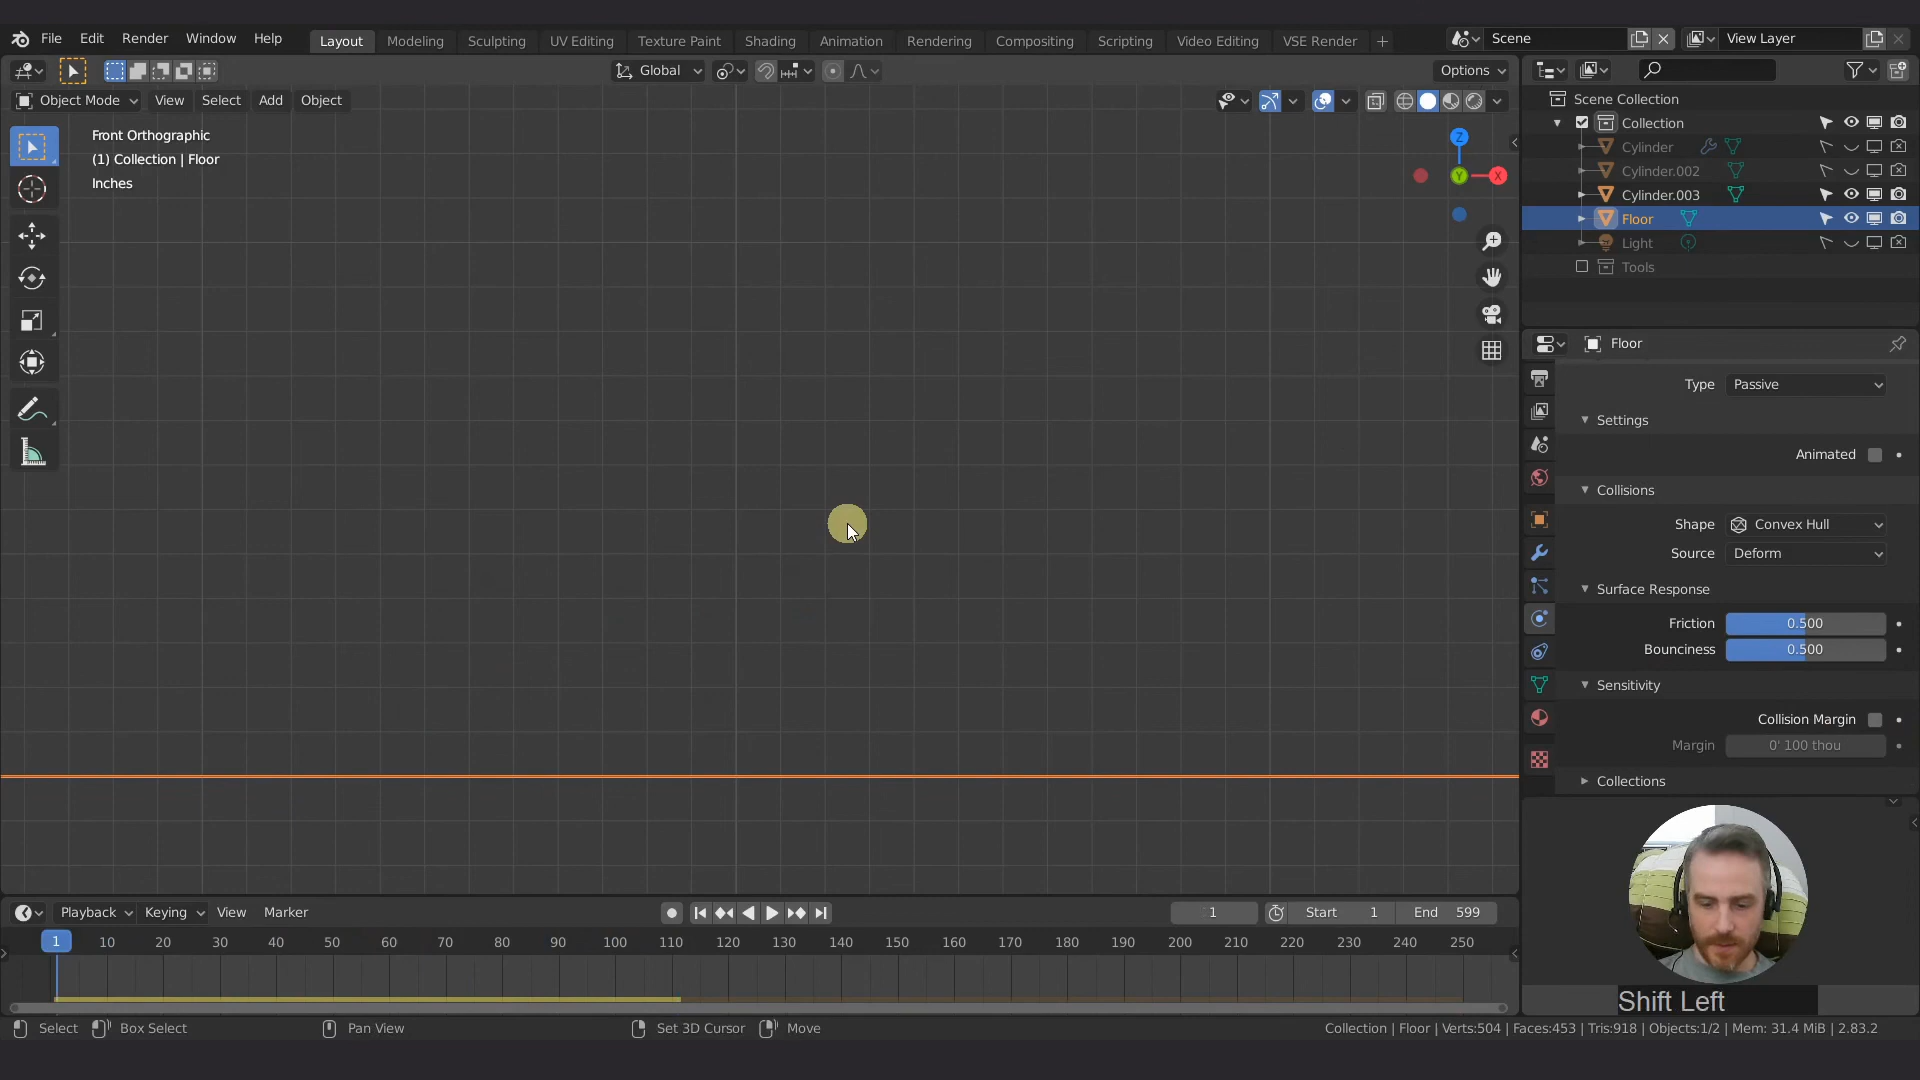 File Edit Render Window Help Layout Modeling Sculpting UV Editing Texture Paint Shading Animation Rendering Compositing Scripting Video Editing VSE Render + Scene View Layer
Global Options
Object Mode View Select Add Object
Front Orthographic
(1) Collection | Floor
Inches
Z
Y
X
Scene Collection
Collection
Cylinder
Cylinder.002
Cylinder.003
Floor
Light
Tools
Floor
Type Passive
Settings
Animated
Collisions
Shape Convex Hull
Source Deform
Surface Response
Friction 0.500
Bounciness 0.500
Sensitivity
Collision Margin
Margin 0' 100 thou
Collections
Playback Keying View Marker 1 Start 1 End 599
1 10 20 30 40 50 60 70 80 90 100 110 120 130 140 150 160 170 180 190 200 210 220 230 240 250
Shift Left
Select Box Select Pan View Set 3D Cursor Move Collection | Floor | Verts:504 | Faces:453 | Tris:918 | Objects:1/2 | Mem: 31.4 MiB | 2.83.2